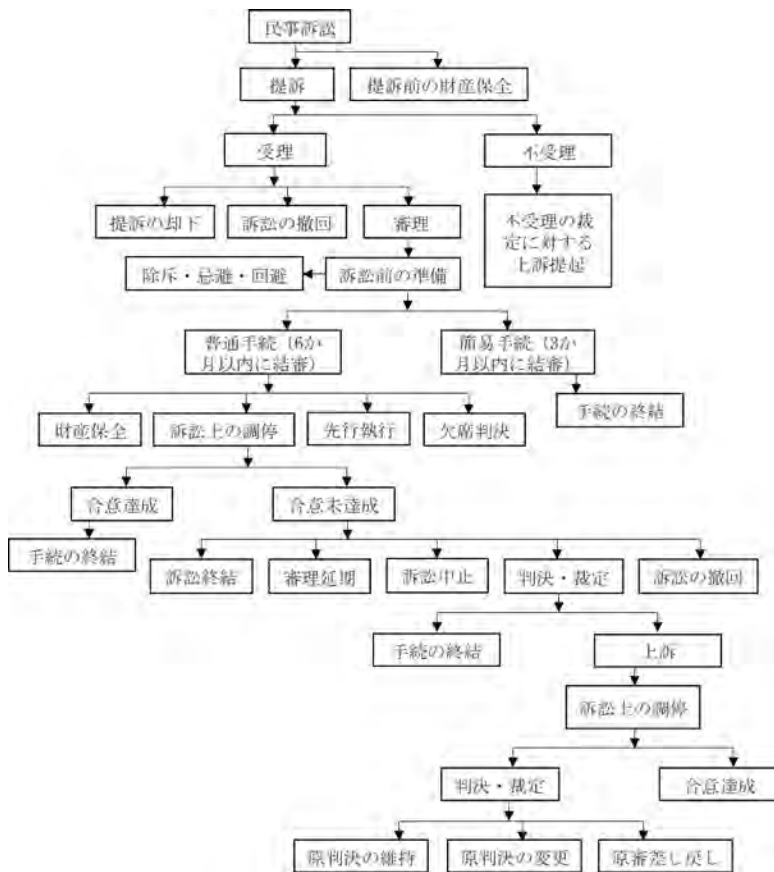 民事訴訟
提訴
提訴前の財産保全
受理
不受理
提訴の却下
訴訟の撤回
審理
不受理の裁
定に対する
上訴提起
除斥・忌避・回避
訴訟前の準備
普通手続（6か
月以内に結審）
簡易手続（3か
月以内に結審）
手続の終結
財産保全
訴訟上の調停
先行執行
欠席判決
合意達成
合意未達成
手続の終結
訴訟終結
審理延期
訴訟中止
判決・裁定
訴訟の撤回
手続の終結
上訴
訴訟上の調停
判決・裁定
合意達成
原判決の維持
原判決の変更
原審差し戻し